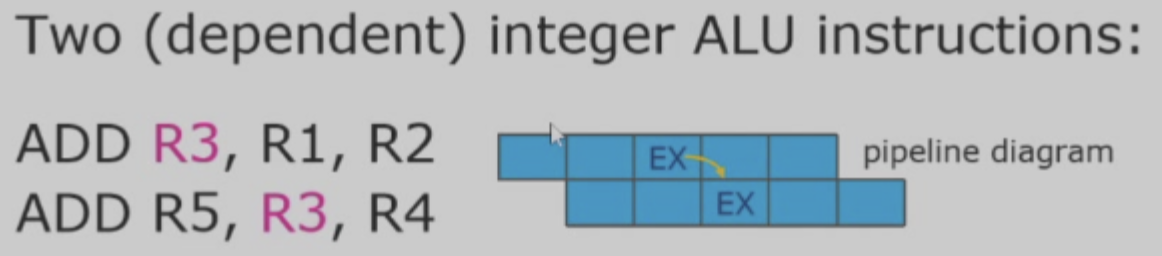 Two (dependent) integer ALU instructions:
ADD R3, R1, R2
EX
pipeline diagram
ADD R5, R3, R4
EX